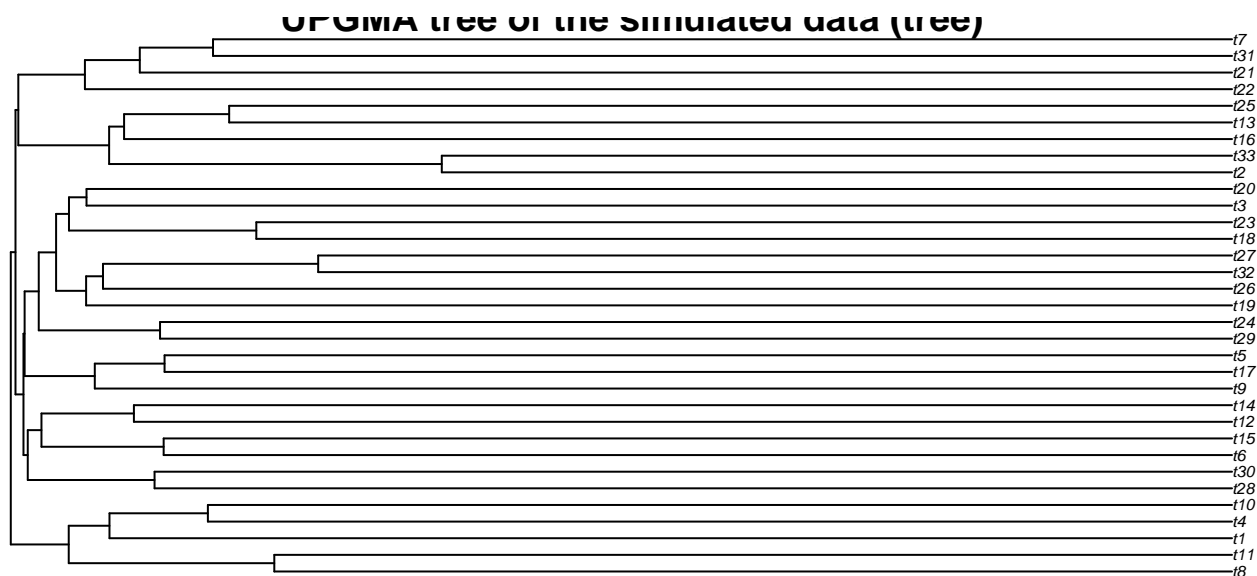 UPGMA tree of the simulated data (tree)
t7
t31
t21
t22
t25
t13
t16
t33
t2
t20
t3
t23
t18
t27
t32
t26
t19
t24
t29
t5
t17
t9
t14
t12
t15
t6
t30
t28
t10
t4
t1
t11
t8